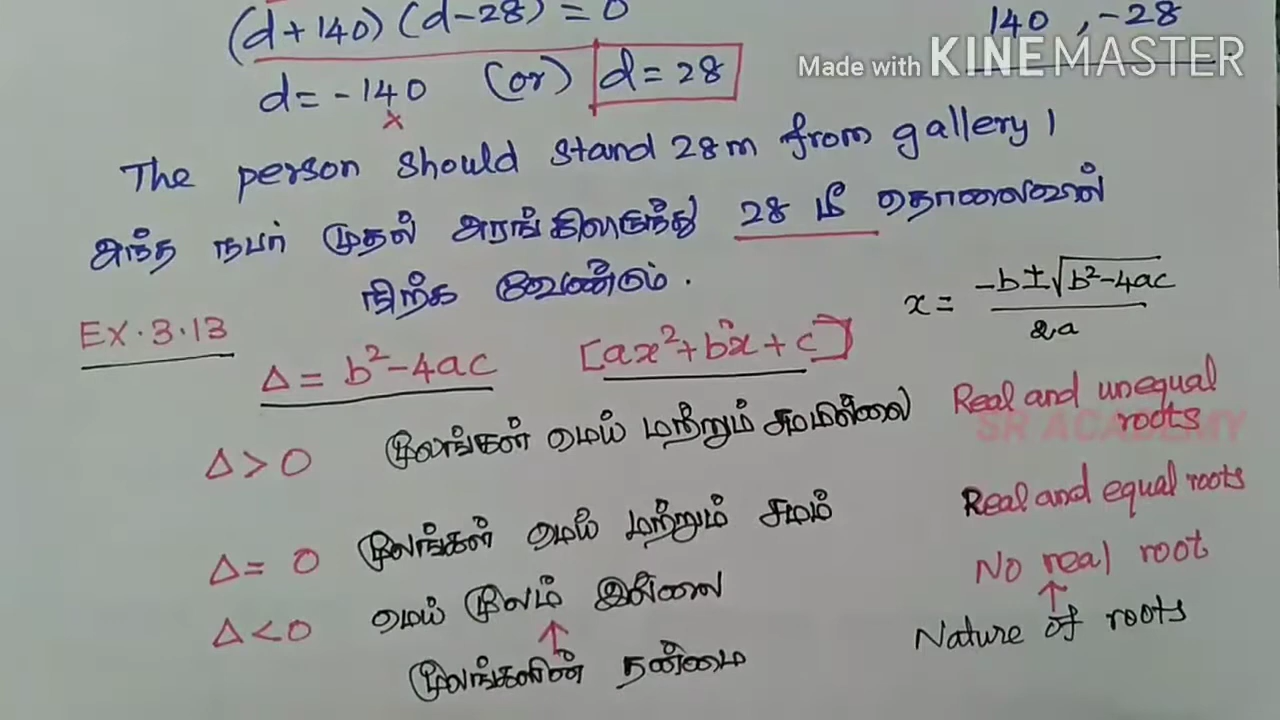 (d+140) (d-28) = 0
140 , -28
Made with KINEMASTER
d = -140 (or) d = 28
×
The person should stand 28m from gallery 1
அந்த நபர் முதல் அரங்கிலிருந்து 28 மீ தொலைவில்
நிற்க வேண்டும்.
x = -b±√b²-4ac
2a
EX.3.13
Δ = b²-4ac [ax²+bx+c]
Δ>0 மூலங்கள் மெய் மற்றும் சமமில்லை Real and unequal
roots
SR ACADEMY
Δ = 0 மூலங்கள் மெய் மற்றும் சமம் Real and equal roots
Δ<0 மெய் மூலம் இல்லை No real root
மூலங்களின் தன்மை Nature of roots